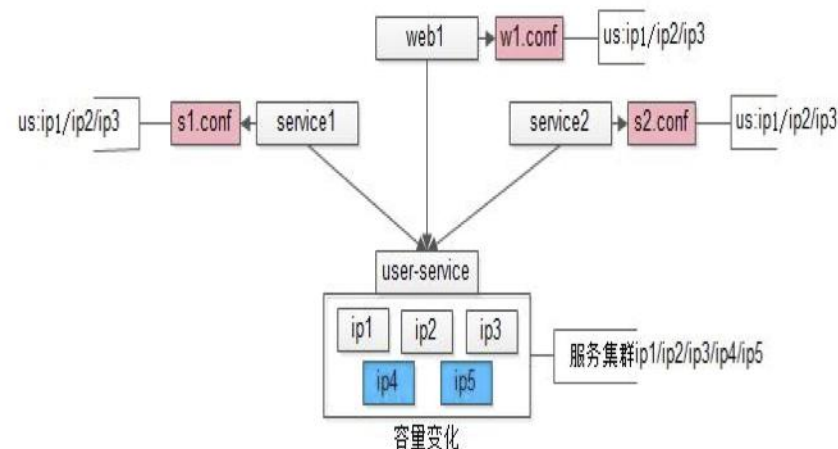 web1
w1.conf
us:ip1/ip2/ip3
us:ip1/ip2/ip3
s1.conf
service1
service2
s2.conf
us:ip1/ip2/ip3
user-service
ip1
ip2
ip3
ip4
ip5
服务集群ip1/ip2/ip3/ip4/ip5
容量变化